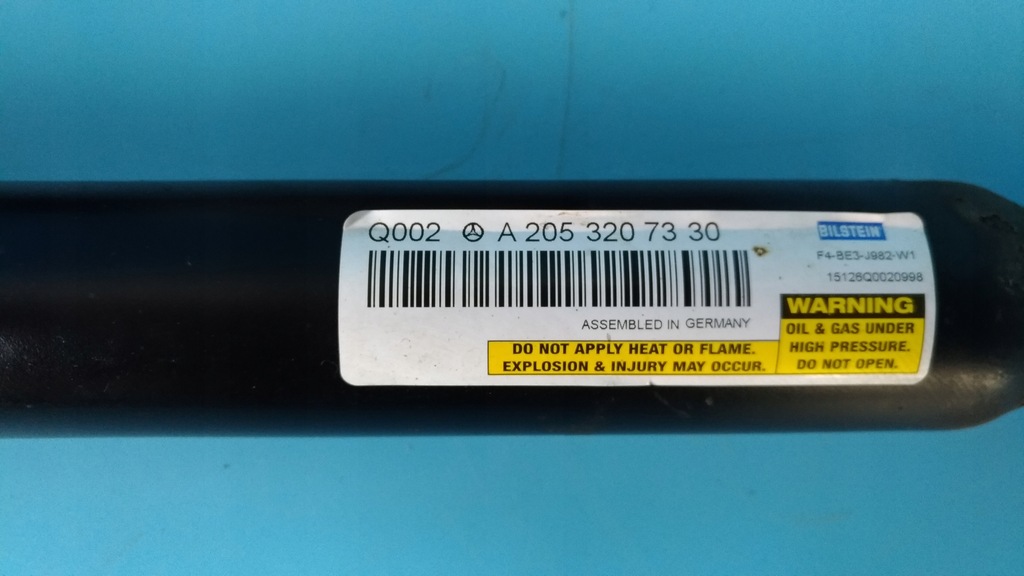 Q002 A 205 320 73 30
BILSTEIN
F4-BE3-J982-W1
15126Q0020998
ASSEMBLED IN GERMANY
DO NOT APPLY HEAT OR FLAME.
EXPLOSION & INJURY MAY OCCUR.
WARNING
OIL & GAS UNDER
HIGH PRESSURE.
DO NOT OPEN.